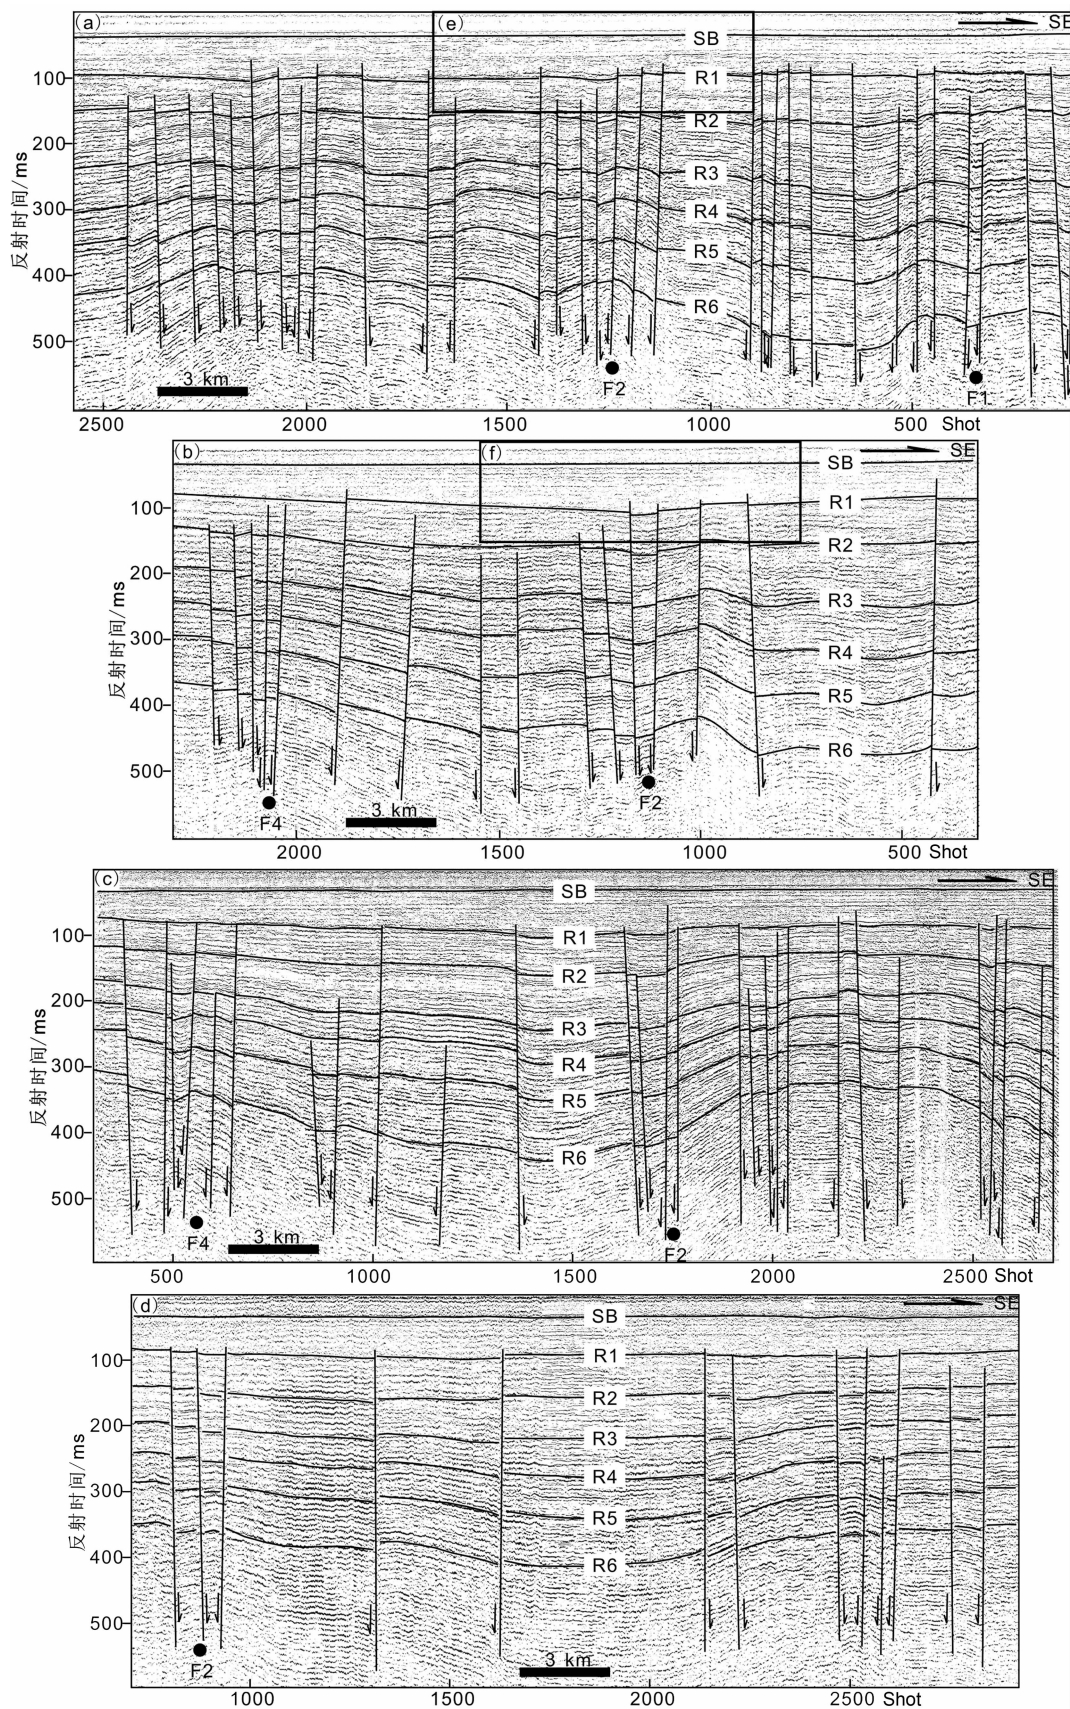 (a)
(e)
SE
SB
R1
R2
R3
R4
R5
R6
100
200
300
400
500
反射时间/ms
3 km
F2
F1
2500
2000
1500
1000
500
Shot
(b)
(f)
SE
SB
R1
R2
R3
R4
R5
R6
100
200
300
400
500
反射时间/ms
F4
3 km
F2
2000
1500
1000
500
Shot
(c)
SE
SB
R1
R2
R3
R4
R5
R6
100
200
300
400
500
反射时间/ms
F4
3 km
F2
500
1000
1500
2000
2500
Shot
(d)
SE
SB
R1
R2
R3
R4
R5
R6
100
200
300
400
500
反射时间/ms
F2
3 km
1000
1500
2000
2500
Shot